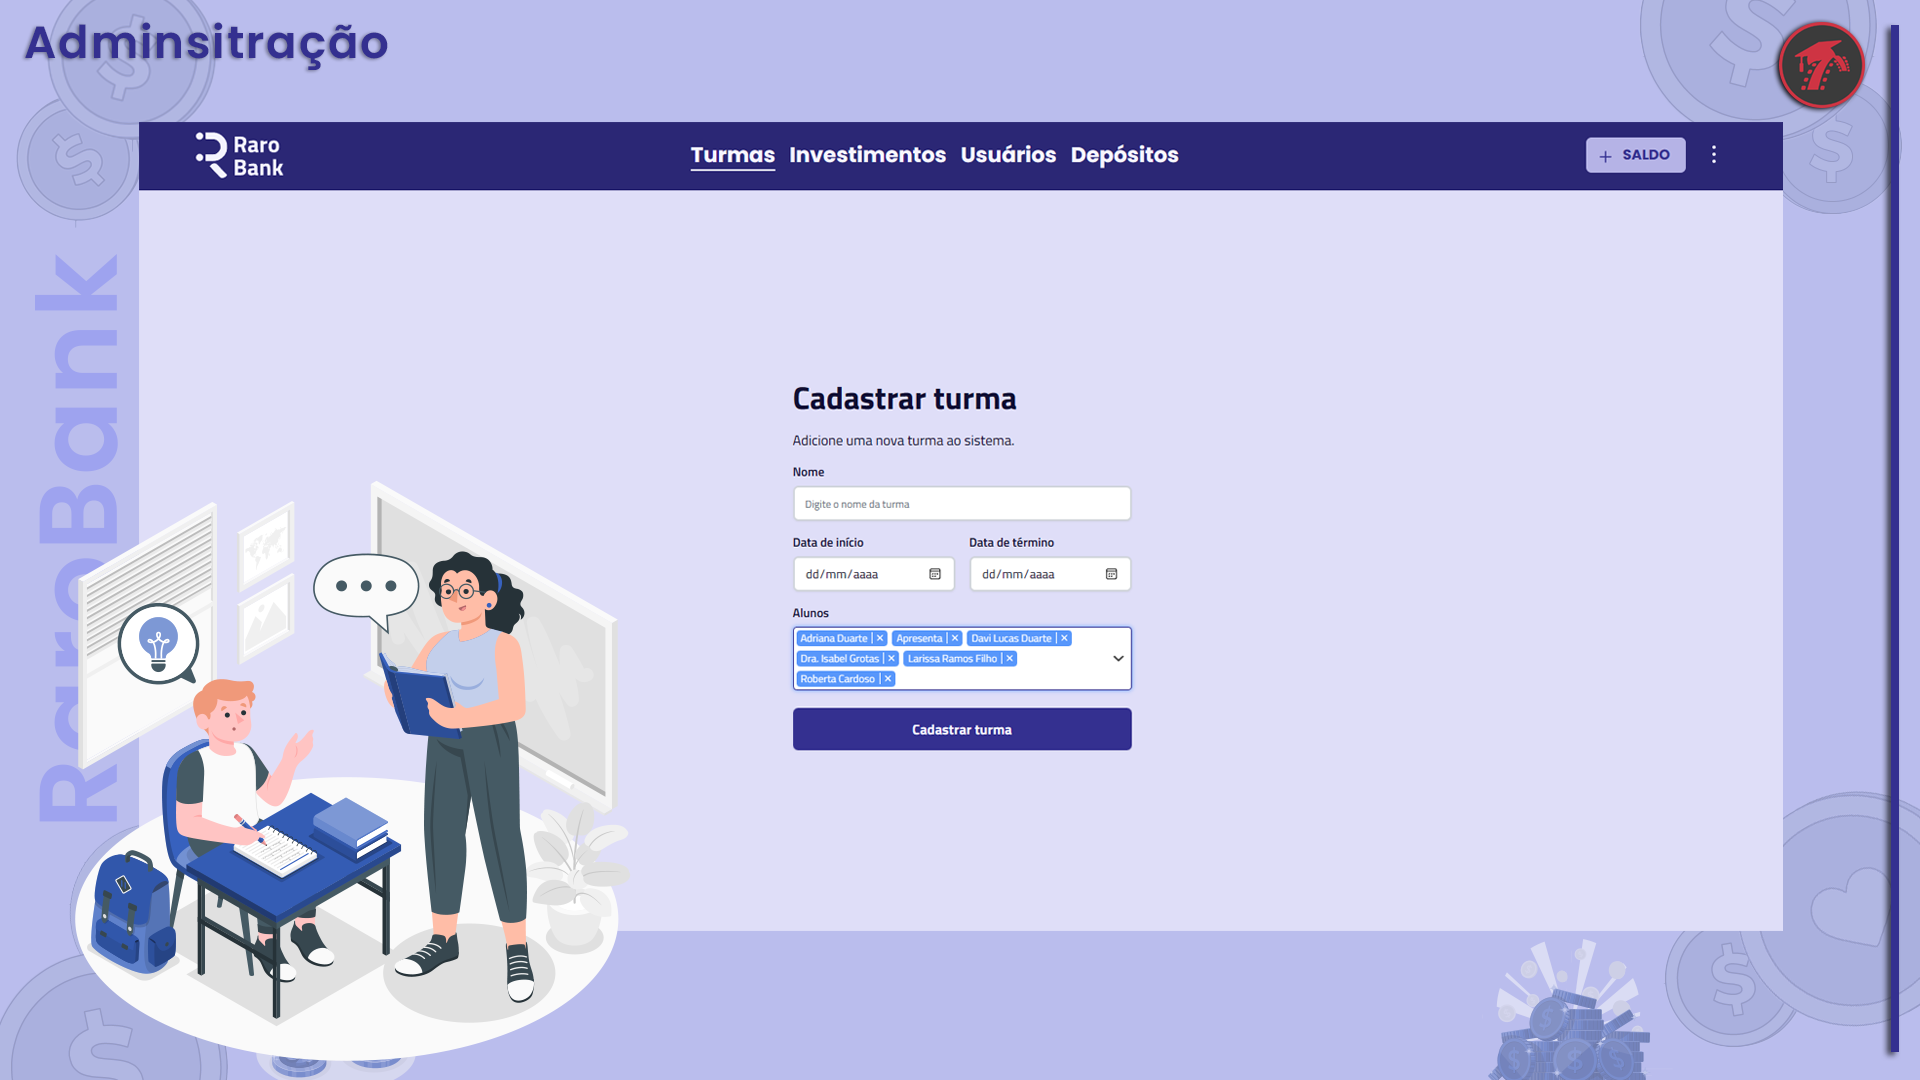 Adminsitração
RaroBank
Raro
Bank
Turmas Investimentos Usuários Depósitos
+ SALDO
Cadastrar turma
Adicione uma nova turma ao sistema.
Nome
Digite o nome da turma
Data de início Data de término
dd/mm/aaaa dd/mm/aaaa
Alunos
Adriana Duarte Apresenta Davi Lucas Duarte
Dra. Isabel Grotas Larissa Ramos Filho
Roberta Cardoso
Cadastrar turma